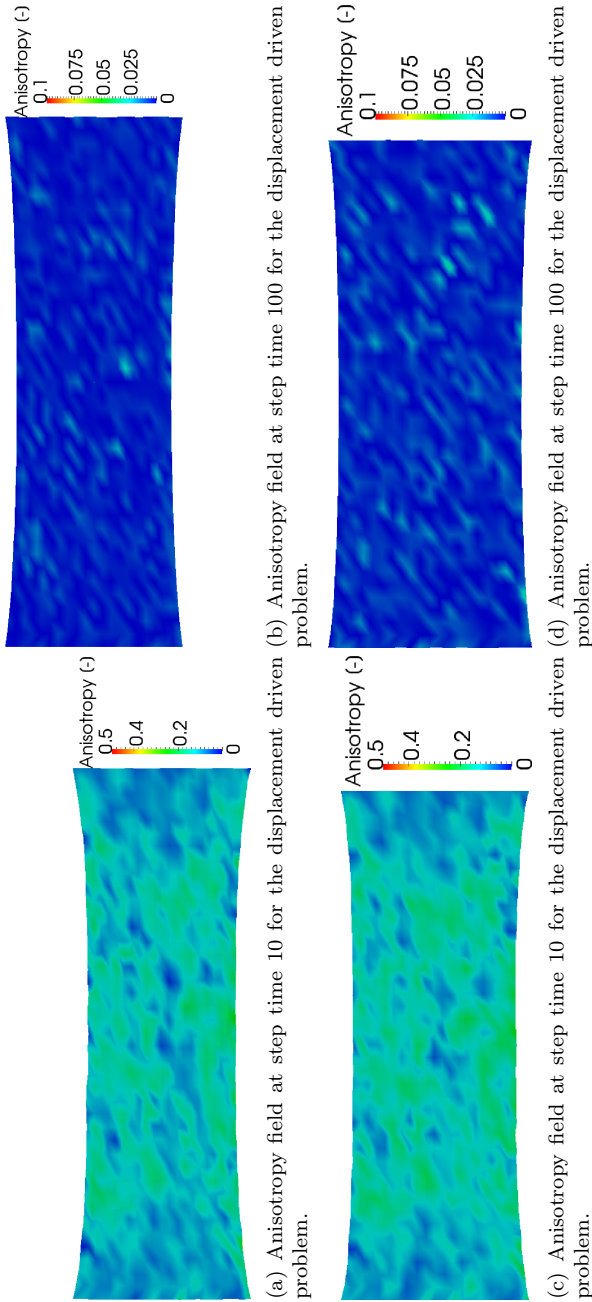 Anisotropy (-)
0.5
0.4
0.2
0
(a) Anisotropy field at step time 10 for the displacement driven
problem.
Anisotropy (-)
0.1
0.075
0.05
0.025
0
(b) Anisotropy field at step time 100 for the displacement driven
problem.
Anisotropy (-)
0.5
0.4
0.2
0
(c) Anisotropy field at step time 10 for the displacement driven
problem.
Anisotropy (-)
0.1
0.075
0.05
0.025
0
(d) Anisotropy field at step time 100 for the displacement driven
problem.